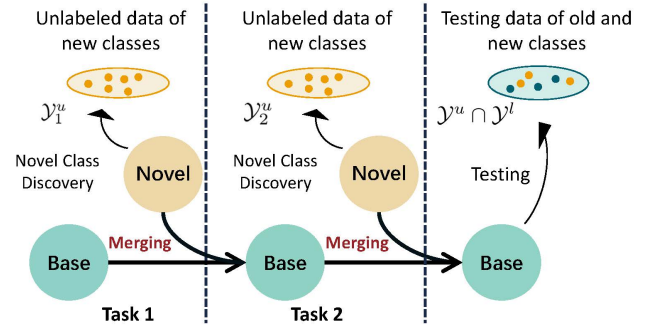 Unlabeled data of
new classes
Unlabeled data of
new classes
Testing data of old and
new classes
𝒴₁ᵘ
𝒴₂ᵘ
𝒴ᵘ ∩ 𝒴ˡ
Novel Class
Discovery
Novel
Novel Class
Discovery
Novel
Testing
Merging
Merging
Base
Base
Base
Task 1
Task 2